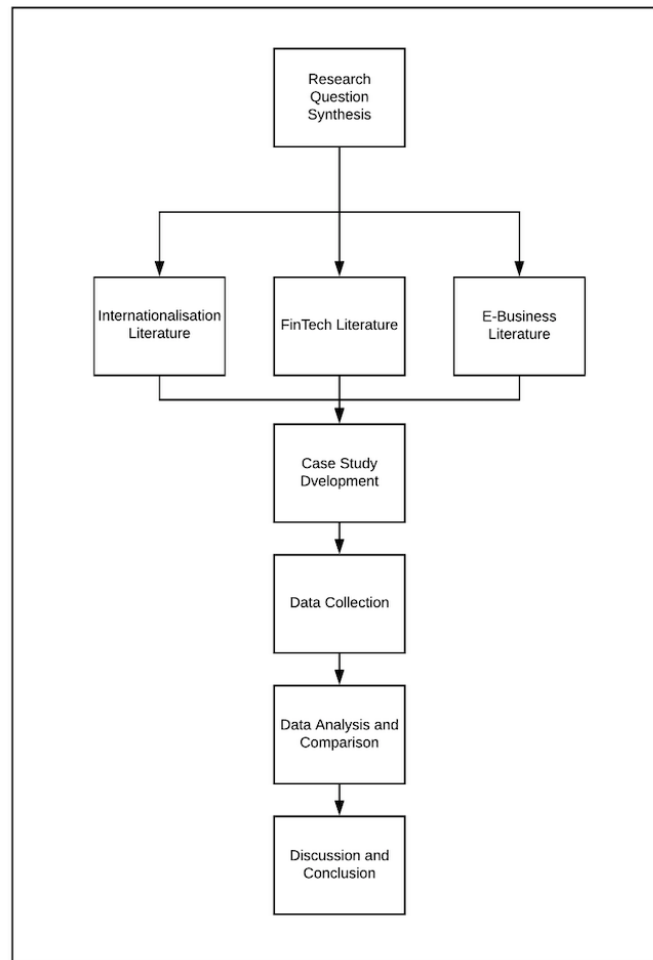 Research
Question
Synthesis
Internationalisation
Literature
FinTech Literature
E-Business
Literature
Case Study
Dvelopment
Data Collection
Data Analysis and
Comparison
Discussion and
Conclusion